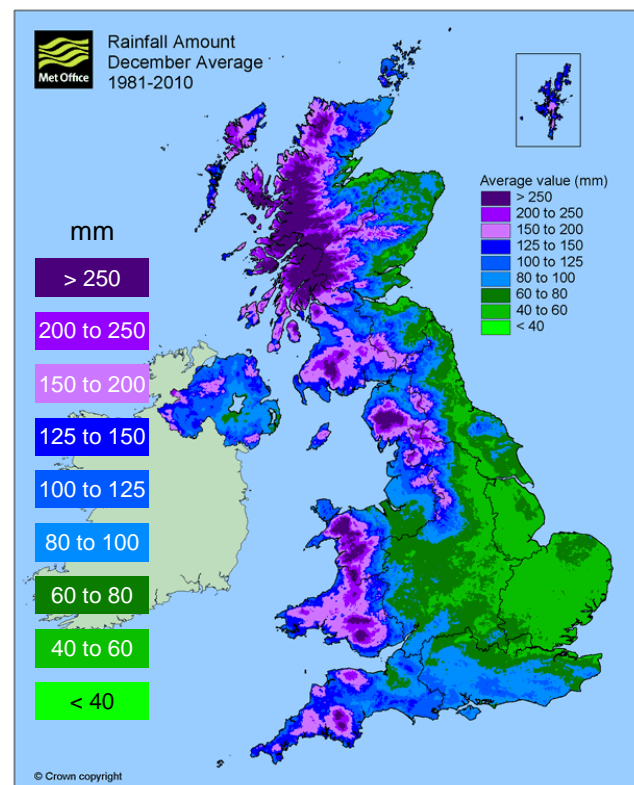 Met Office
Rainfall Amount
December Average
1981-2010
mm
> 250
200 to 250
150 to 200
125 to 150
100 to 125
80 to 100
60 to 80
40 to 60
< 40
Average value (mm)
> 250
200 to 250
150 to 200
125 to 150
100 to 125
80 to 100
60 to 80
40 to 60
< 40
© Crown copyright